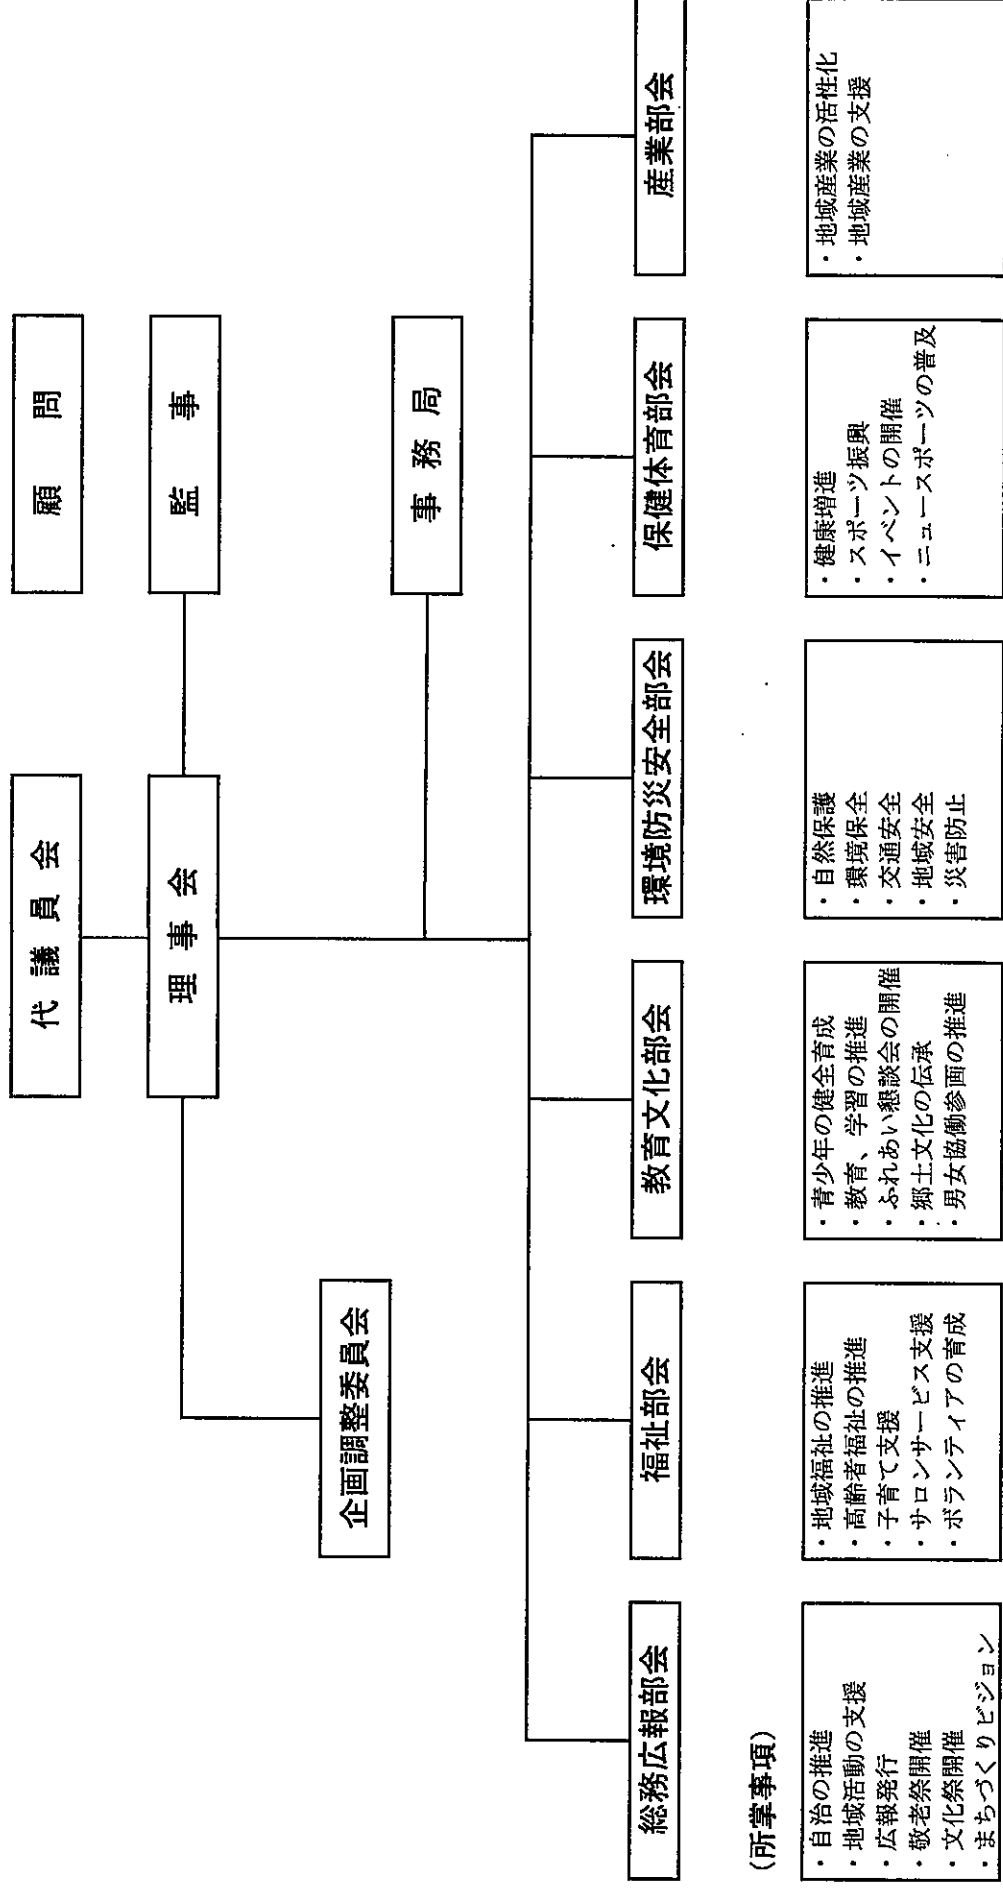 代議員会
顧問
理事会
監事
企画調整委員会
事務局
総務広報部会
福祉部会
教育文化部会
環境防災安全部会
保健体育部会
産業部会
(所掌事項)
・自治の推進
・地域活動の支援
・広報発行
・敬老祭開催
・文化祭開催
・まちづくりビジョン
・地域福祉の推進
・高齢者福祉の推進
・子育て支援
・サロンサービス支援
・ボランティアの育成
・青少年の健全育成
・教育、学習の推進
・ふれあい懇談会の開催
・郷土文化の伝承
・男女協働参画の推進
・自然保護
・環境保全
・交通安全
・地域安全
・災害防止
・健康増進
・スポーツ振興
・イベントの開催
・ニュースポーツの普及
・地域産業の活性化
・地域産業の支援